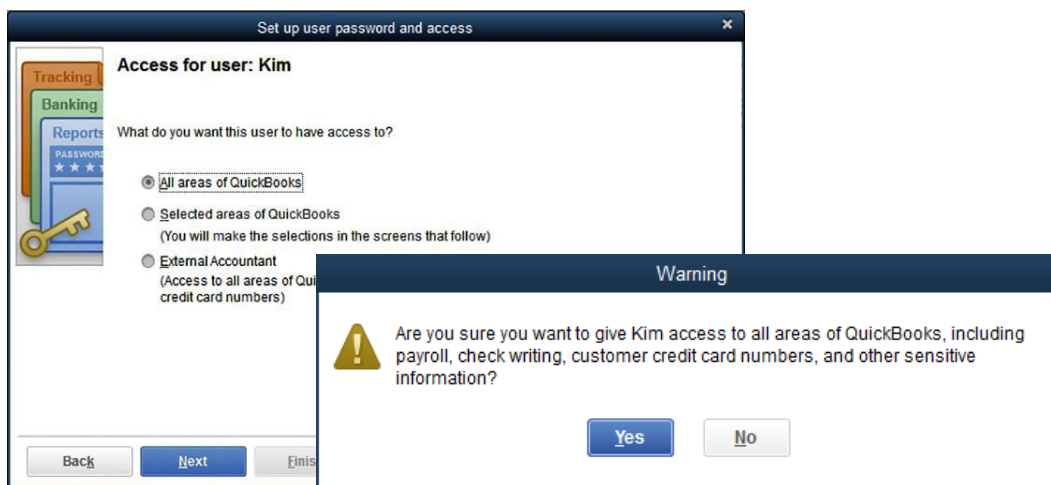 Set up user password and access
Tracking
Banking
Reports
Access for user: Kim
What do you want this user to have access to?
All areas of QuickBooks
Selected areas of QuickBooks
(You will make the selections in the screens that follow)
External Accountant
(Access to all areas of Qui
credit card numbers)
Back
Next
Finis
Warning
Are you sure you want to give Kim access to all areas of QuickBooks, including
payroll, check writing, customer credit card numbers, and other sensitive
information?
Yes
No